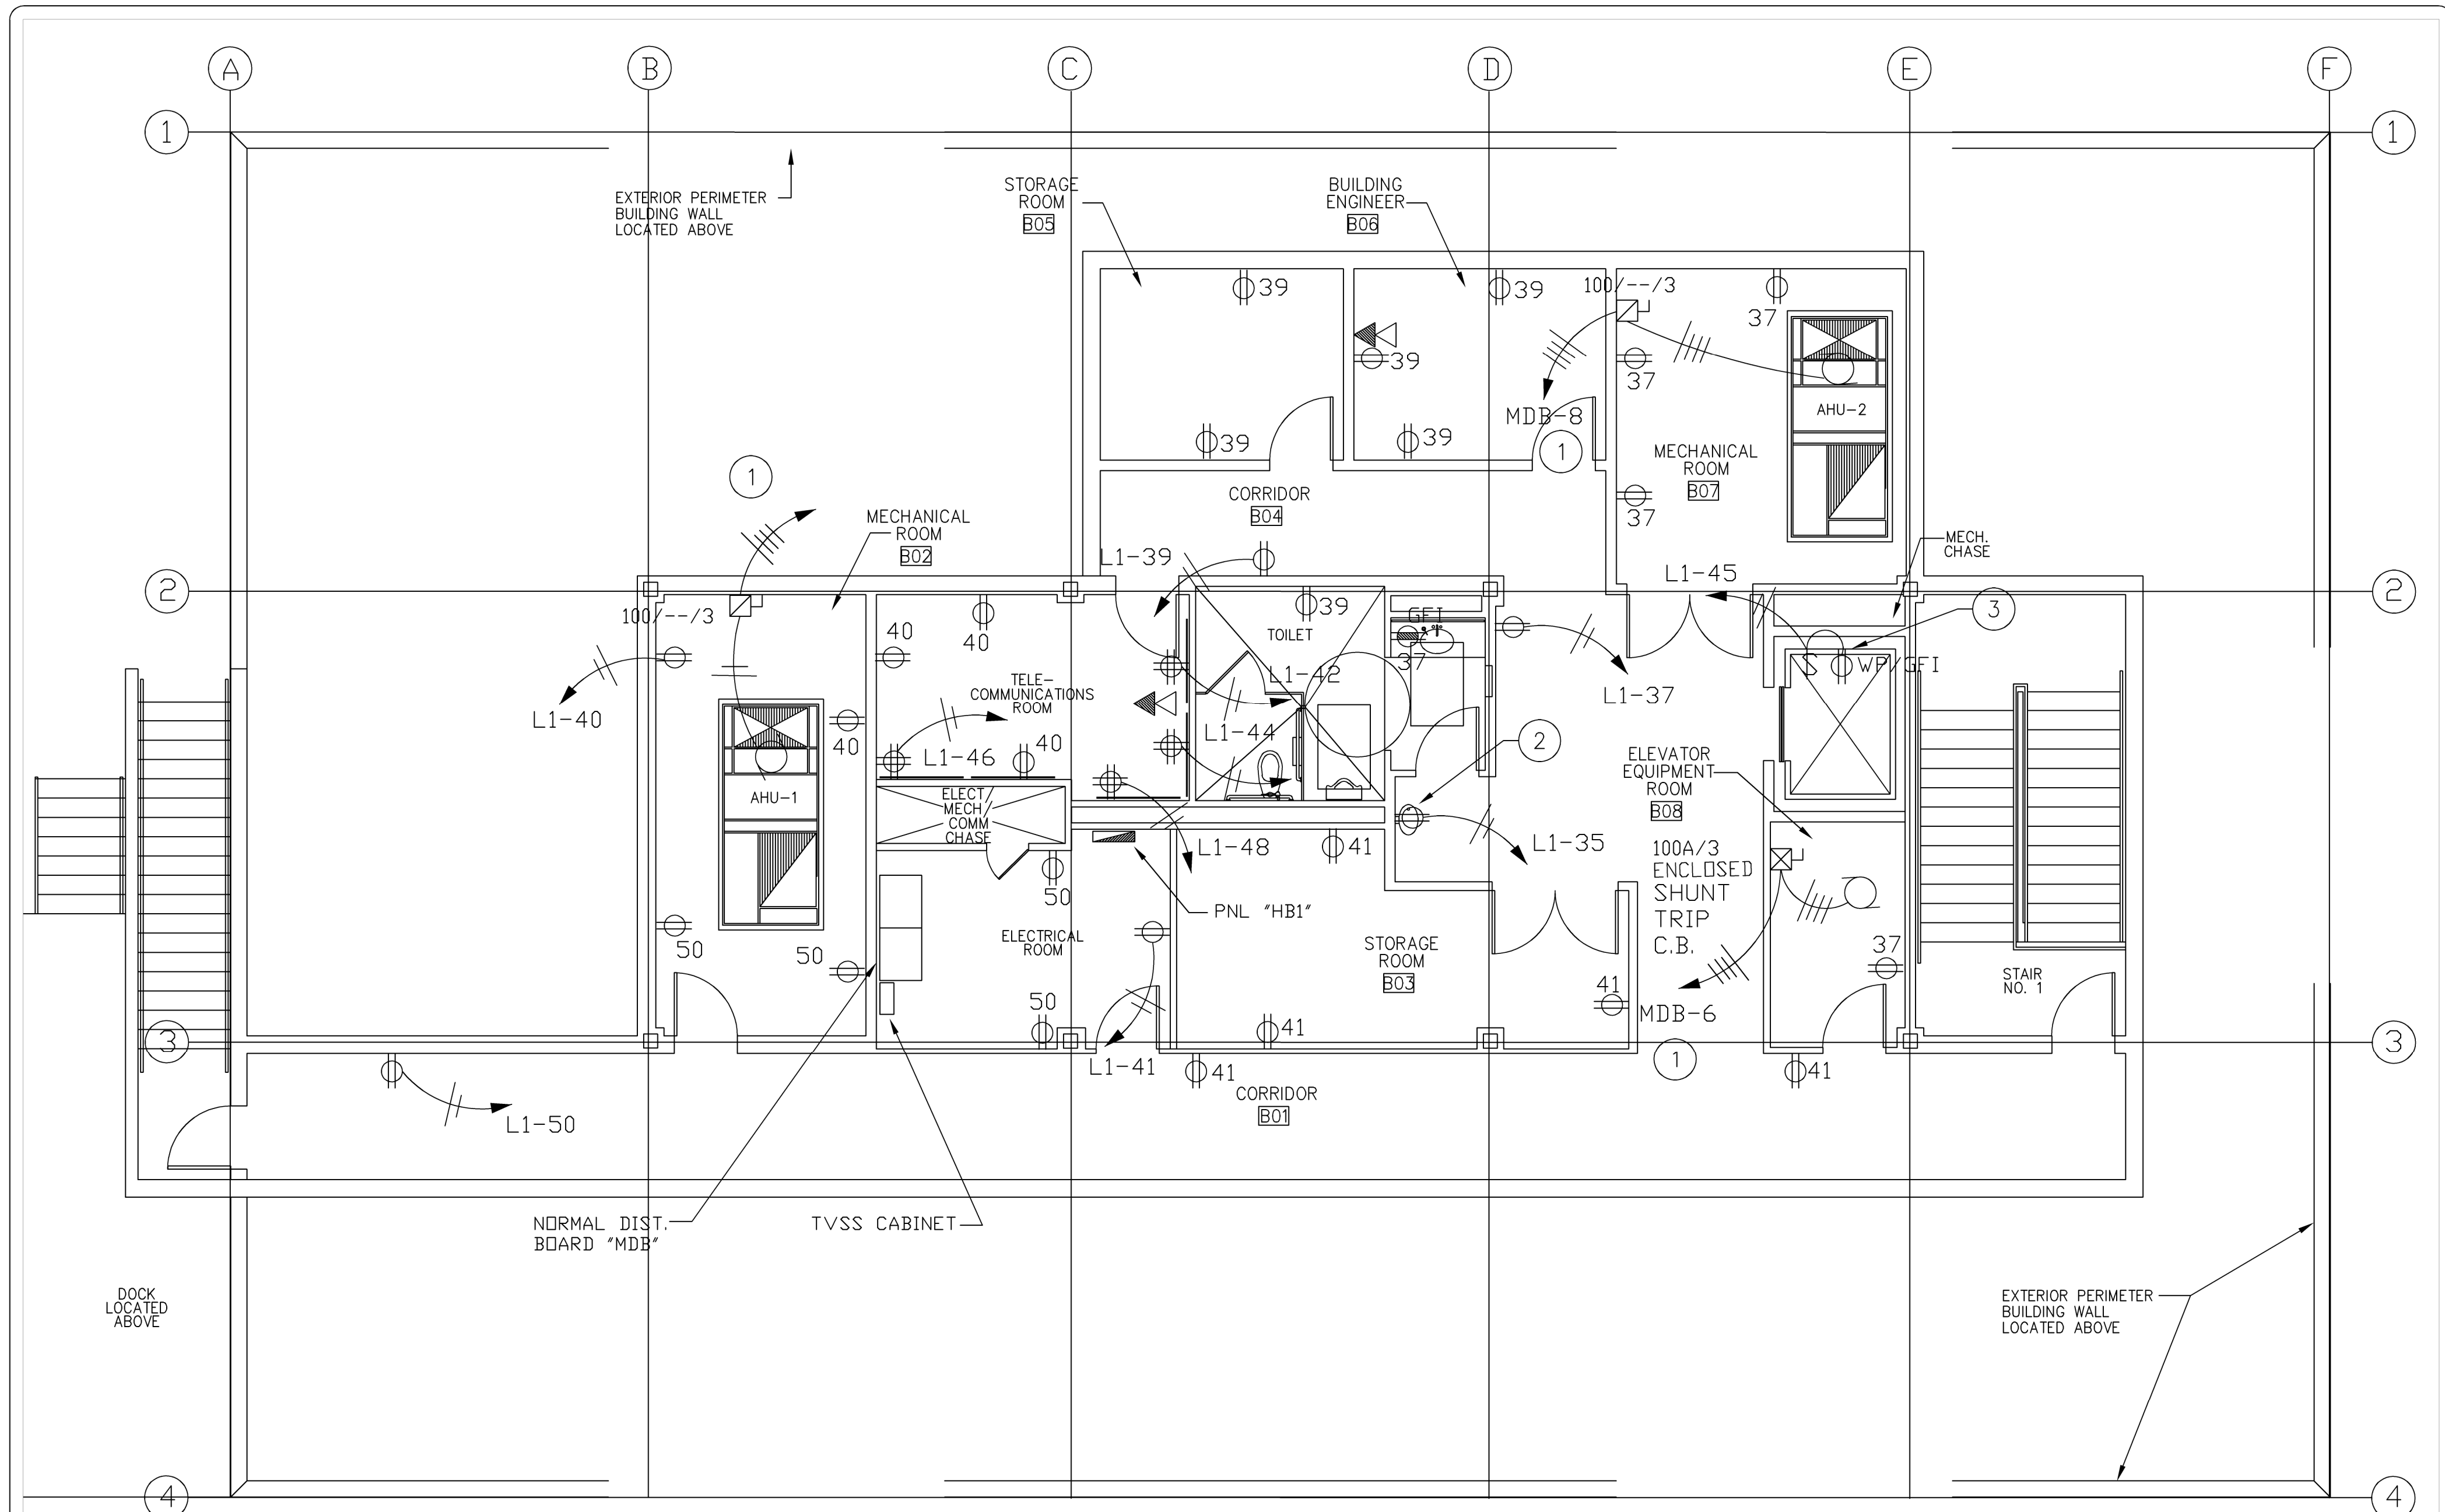 A
B
C
D
E
F
1
1
EXTERIOR PERIMETER
BUILDING WALL
LOCATED ABOVE
STORAGE
ROOM
B05
BUILDING
ENGINEER
B06
39
39
100/--/3
37
39
37
MDB-8
AHU-2
39
39
1
MECHANICAL
ROOM
B07
37
1
CORRIDOR
B04
MECHANICAL
ROOM
B02
MECH.
CHASE
L1-39
L1-45
2
2
100/--/3
40
40
39
TOILET
GFI
37
3
WP/GFI
L1-40
TELE-
COMMUNICATIONS
ROOM
L1-42
L1-37
40
L1-46
40
L1-44
2
ELEVATOR
EQUIPMENT
ROOM
B08
AHU-1
ELECT/
MECH/
COMM
CHASE
L1-48
41
L1-35
100A/3
ENCLOSED
SHUNT
TRIP
C.B.
50
PNL "HB1"
50
50
ELECTRICAL
ROOM
STORAGE
ROOM
B03
37
STAIR
NO. 1
50
41
41
MDB-6
3
3
L1-41
41
1
41
CORRIDOR
B01
L1-50
NORMAL DIST.
BOARD "MDB"
TVSS CABINET
DOCK
LOCATED
ABOVE
EXTERIOR PERIMETER
BUILDING WALL
LOCATED ABOVE
4
4